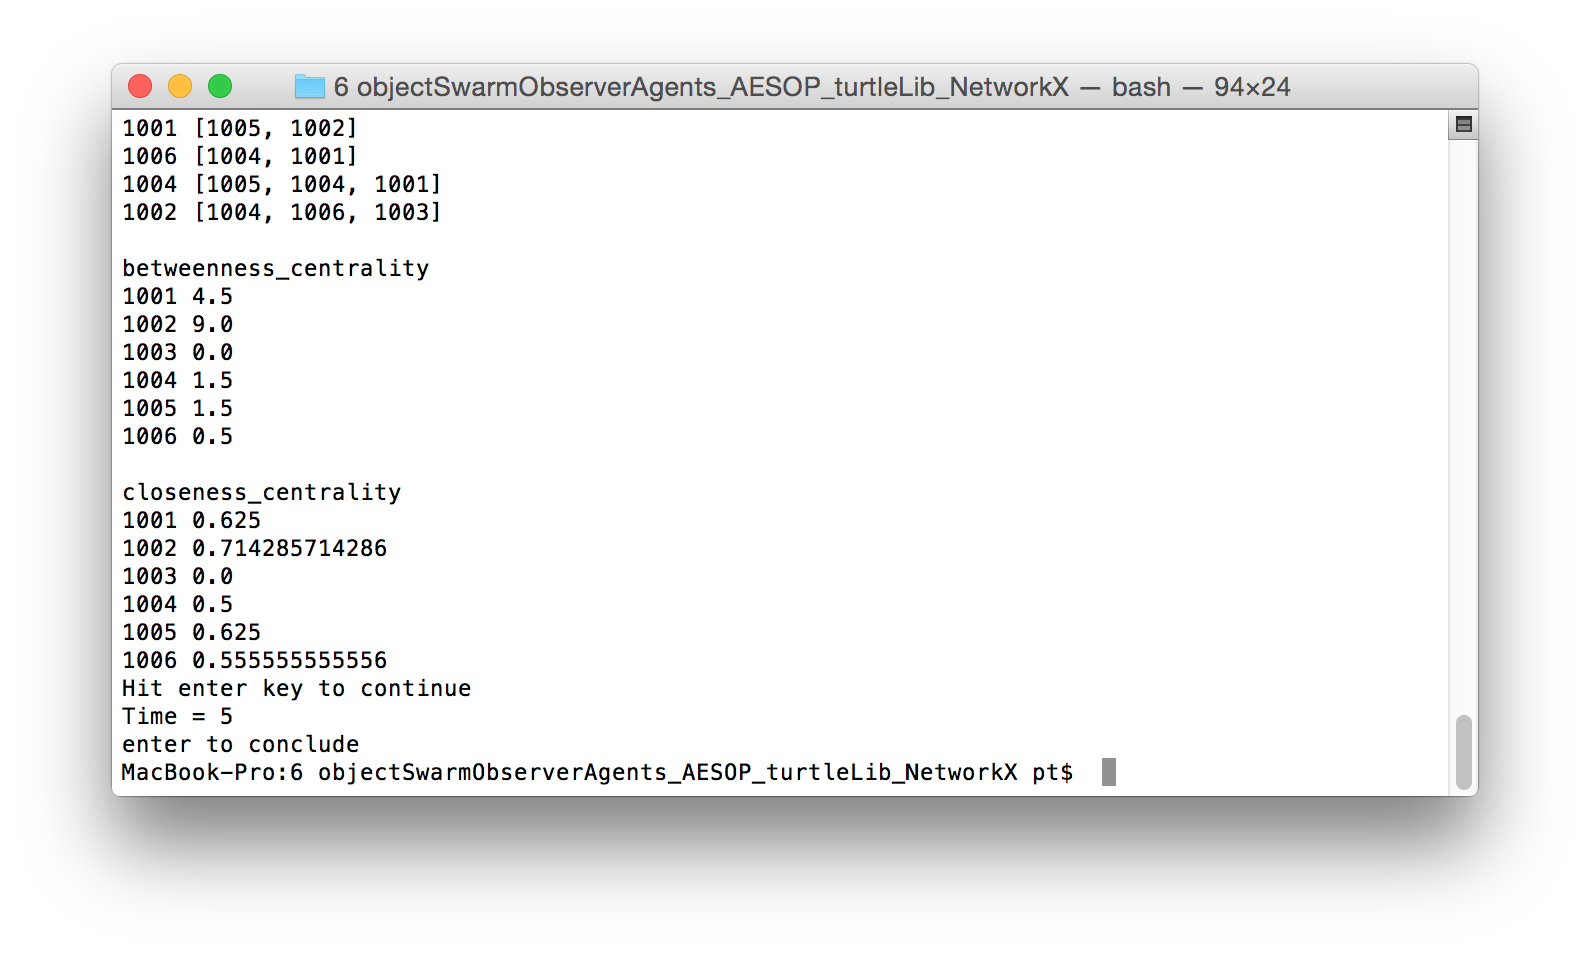 6 objectSwarmObserverAgents_AESOP_turtleLib_NetworkX — bash — 94×24
1001 [1005, 1002]
1006 [1004, 1001]
1004 [1005, 1004, 1001]
1002 [1004, 1006, 1003]
betweenness_centrality
1001 4.5
1002 9.0
1003 0.0
1004 1.5
1005 1.5
1006 0.5
closeness_centrality
1001 0.625
1002 0.714285714286
1003 0.0
1004 0.5
1005 0.625
1006 0.555555555556
Hit enter key to continue
Time = 5
enter to conclude
MacBook-Pro:6 objectSwarmObserverAgents_AESOP_turtleLib_NetworkX pt$